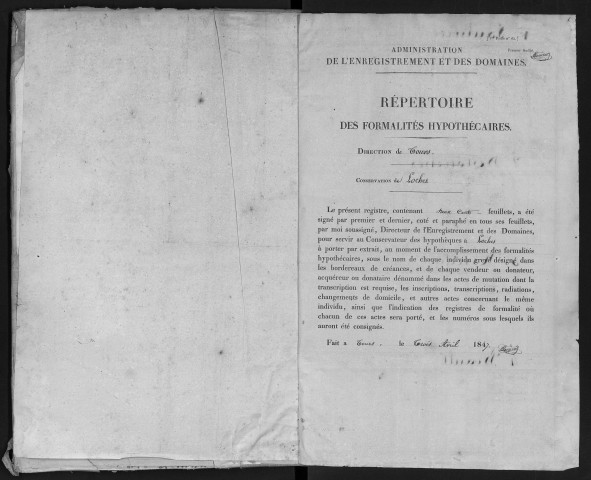 Premier feuillet
ADMINISTRATION
DE L'ENREGISTREMENT ET DES DOMAINES.
RÉPERTOIRE
DES FORMALITÉS HYPOTHÉCAIRES.
DIRECTION de Tours.
CONSERVATION de Loches
Le présent registre, contenant deux cents feuillets, a été
signé par premier et dernier, coté et paraphé en tous ses feuillets,
par moi soussigné, Directeur de l'Enregistrement et des Domaines,
pour servir au Conservateur des hypothèques a Loches
à porter par extrait, au moment de l'accomplissement des formalités
hypothécaires, sous le nom de chaque individu grevé désigné dans
les bordereaux de créances, et de chaque vendeur ou donateur,
acquéreur ou donataire dénommé dans les actes de mutation dont la
transcription est requise, les inscriptions, transcriptions, radiations,
changements de domicile, et autres actes concernant le même
individu, ainsi que l'indication des registres de formalité où
chacun de ces actes sera porté, et les numéros sous lesquels ils
auront été consignés.
Fait a Tours. le trois Avril 1847